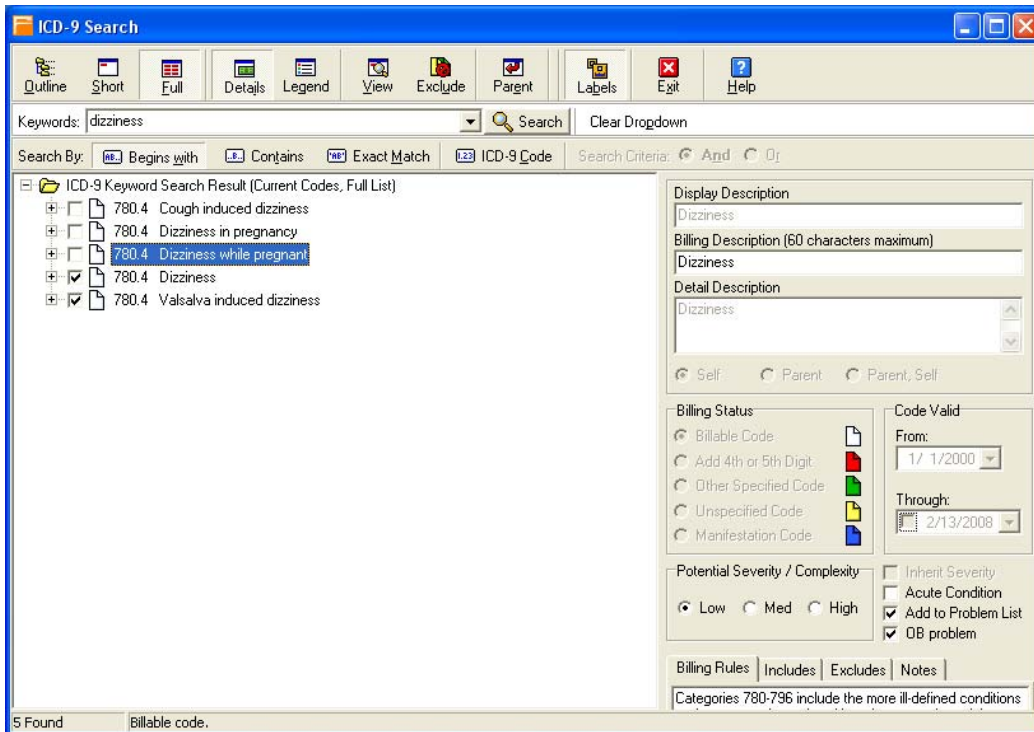 ICD-9 Search
Outline Short Full Details Legend View Exclude Parent Labels Exit Help
Keywords: dizziness Search Clear Dropdown
Search By: AB.. Begins with ..B.. Contains "AB" Exact Match 1.23 ICD-9 Code Search Criteria: And Or
ICD-9 Keyword Search Result (Current Codes, Full List)
780.4 Cough induced dizziness
780.4 Dizziness in pregnancy
780.4 Dizziness while pregnant
780.4 Dizziness
780.4 Valsalva induced dizziness
Display Description
Dizziness
Billing Description (60 characters maximum)
Dizziness
Detail Description
Dizziness
Self Parent Parent, Self
Billing Status
Billable Code
Add 4th or 5th Digit
Other Specified Code
Unspecified Code
Manifestation Code
Code Valid
From:
1/ 1/2000
Through:
2/13/2008
Potential Severity / Complexity
Low Med High
Inherit Severity
Acute Condition
Add to Problem List
OB problem
Billing Rules Includes Excludes Notes
Categories 780-796 include the more ill-defined conditions
5 Found Billable code.